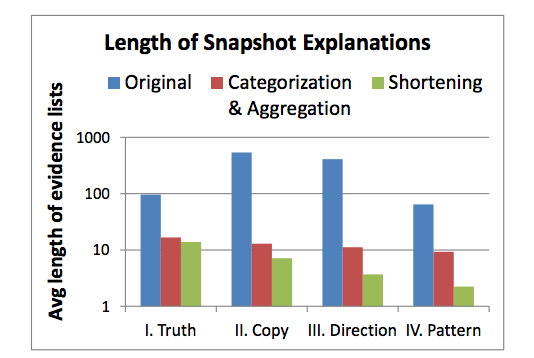 Length of Snapshot Explanations
Original
Categorization
& Aggregation
Shortening
Avg length of evidence lists
1000
100
10
1
I. Truth
II. Copy
III. Direction
IV. Pattern